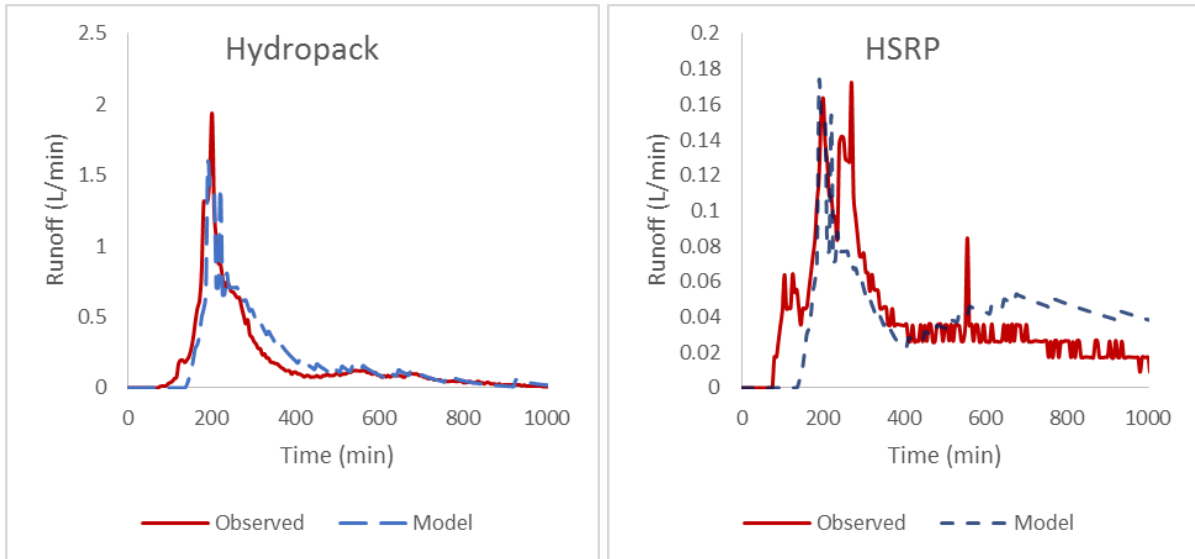 Hydropack
2.5
2
1.5
1
0.5
0
Runoff (L/min)
0 200 400 600 800 1000
Time (min)
Observed Model
HSRP
0.2
0.18
0.16
0.14
0.12
0.1
0.08
0.06
0.04
0.02
0
Runoff (L/min)
0 200 400 600 800 1000
Time (min)
Observed Model